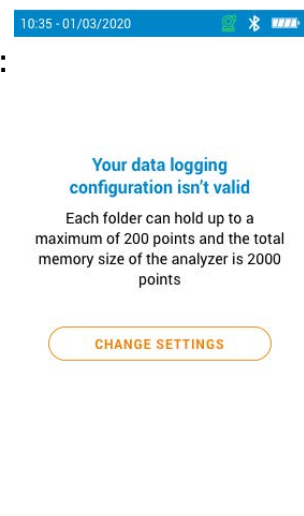 10:35 - 01/03/2020
:
Your data logging
configuration isn't valid
Each folder can hold up to a
maximum of 200 points and the total
memory size of the analyzer is 2000
points
CHANGE SETTINGS